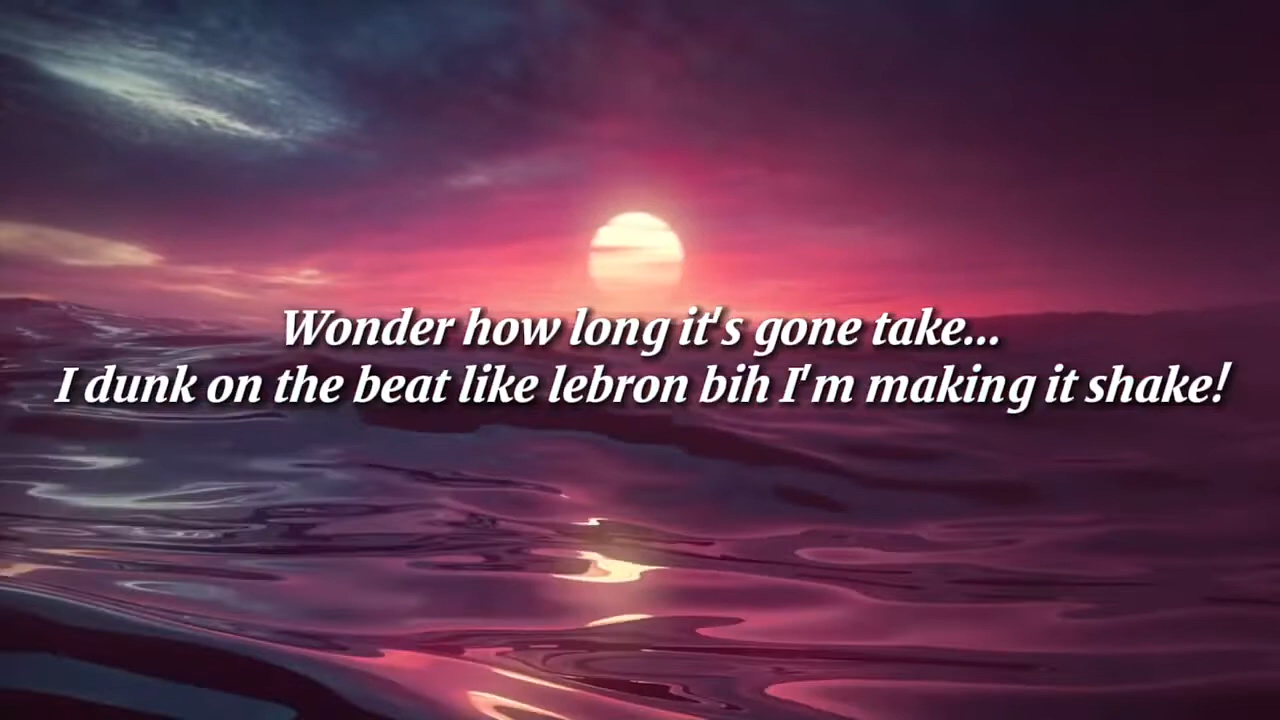 Wonder how long it's gone take...
I dunk on the beat like lebron bih I'm making it shake!